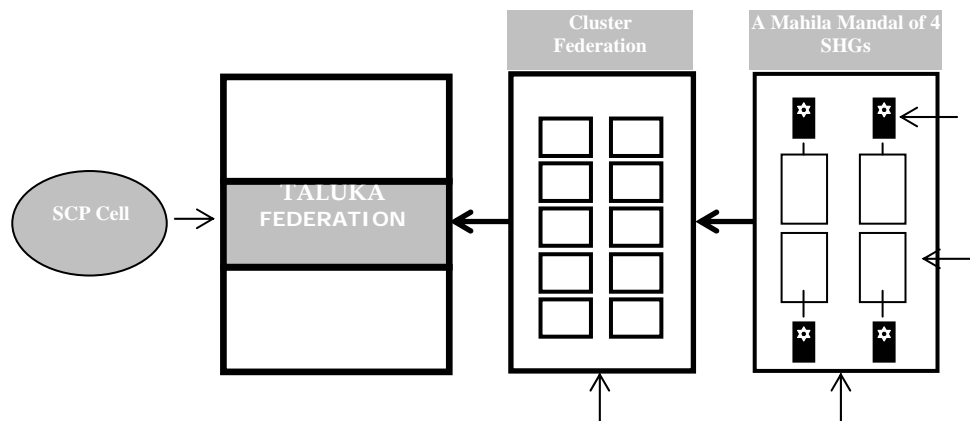 SCP Cell
TALUKA
FEDERATION
Cluster
Federation
A Mahila Mandal of 4
SHGs